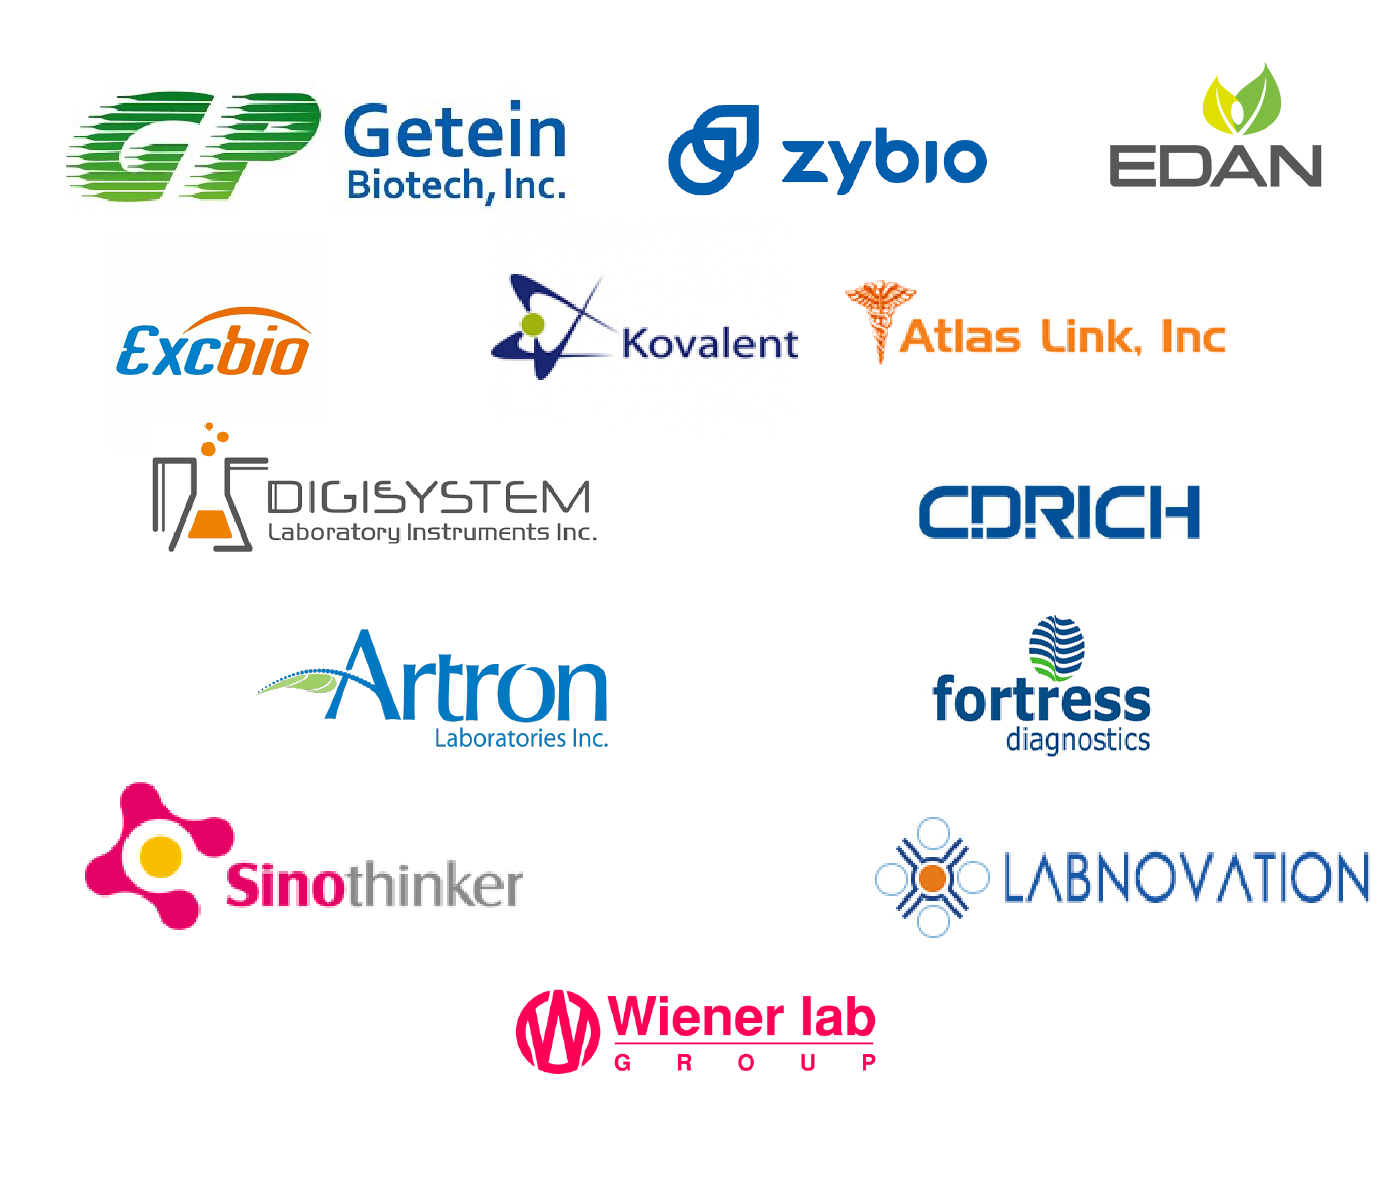 GP Getein
Biotech, Inc.
zybio
EDAN
Excbio
Kovalent
Atlas Link, Inc
DIGISYSTEM
Laboratory Instruments Inc.
CDRICH
Artron
Laboratories Inc.
fortress
diagnostics
Sinothinker
LABNOVATION
W Wiener lab
GROUP